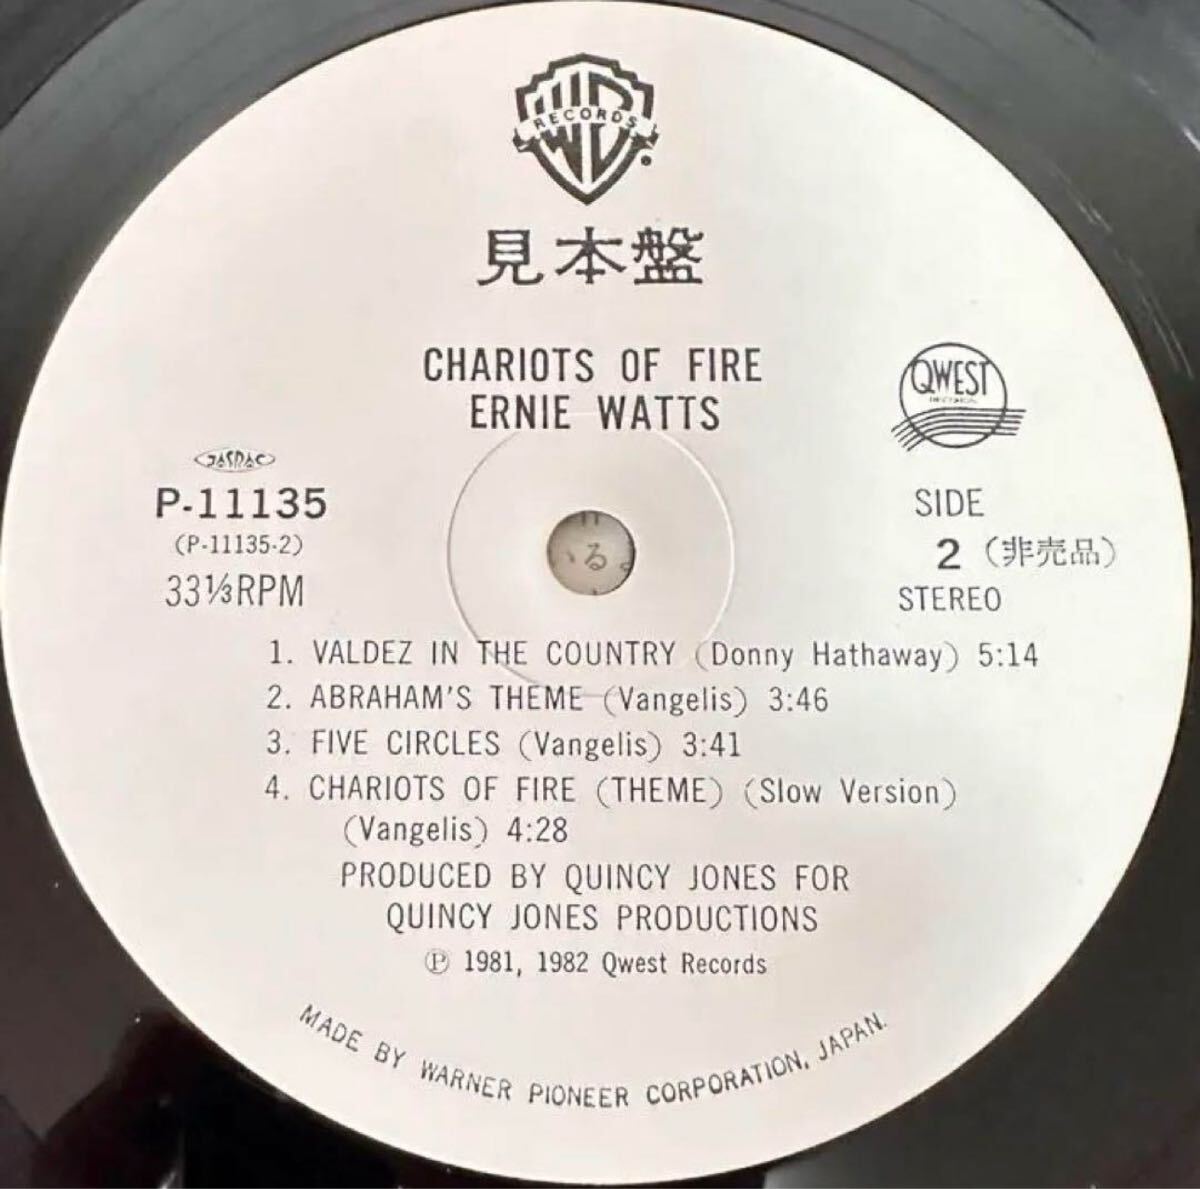 WB
RECORDS
見本盤
CHARIOTS OF FIRE
ERNIE WATTS
QWEST
RECORDS
JASRAC
P-11135
(P-11135-2)
33⅓RPM
SIDE
2 (非売品)
STEREO
1. VALDEZ IN THE COUNTRY (Donny Hathaway) 5:14
2. ABRAHAM'S THEME (Vangelis) 3:46
3. FIVE CIRCLES (Vangelis) 3:41
4. CHARIOTS OF FIRE (THEME) (Slow Version)
(Vangelis) 4:28
PRODUCED BY QUINCY JONES FOR
QUINCY JONES PRODUCTIONS
Ⓟ 1981, 1982 Qwest Records
MADE BY WARNER PIONEER CORPORATION, JAPAN.